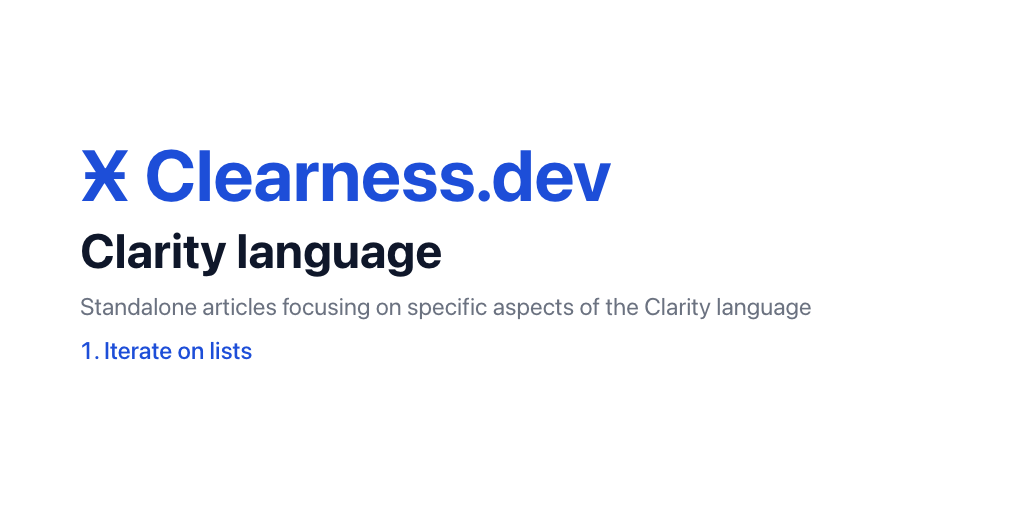 Ӿ Clearness.dev
Clarity language
Standalone articles focusing on specific aspects of the Clarity language
1. Iterate on lists